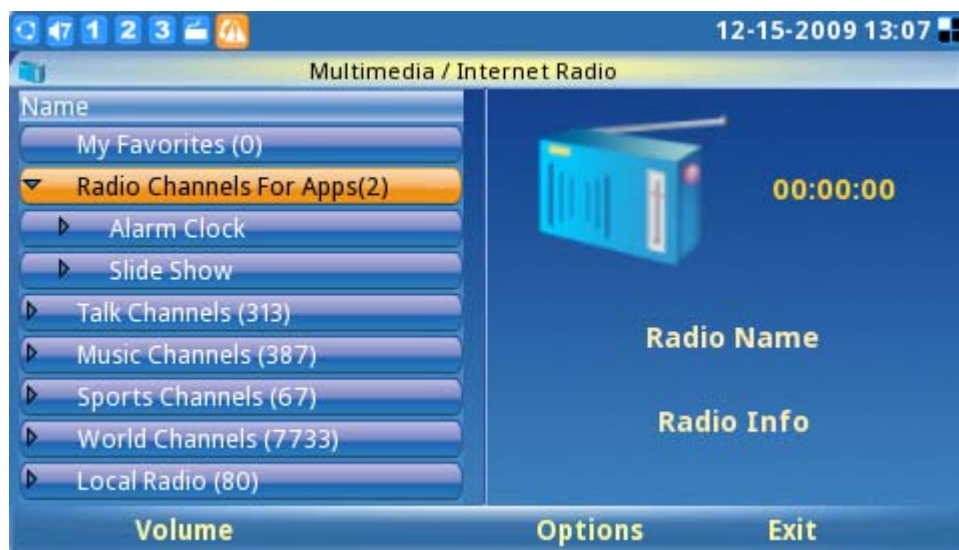 7 1 2 3 12-15-2009 13:07
Multimedia / Internet Radio
Name
My Favorites (0)
Radio Channels For Apps(2)
Alarm Clock
Slide Show
Talk Channels (313)
Music Channels (387)
Sports Channels (67)
World Channels (7733)
Local Radio (80)
00:00:00
Radio Name
Radio Info
Volume Options Exit